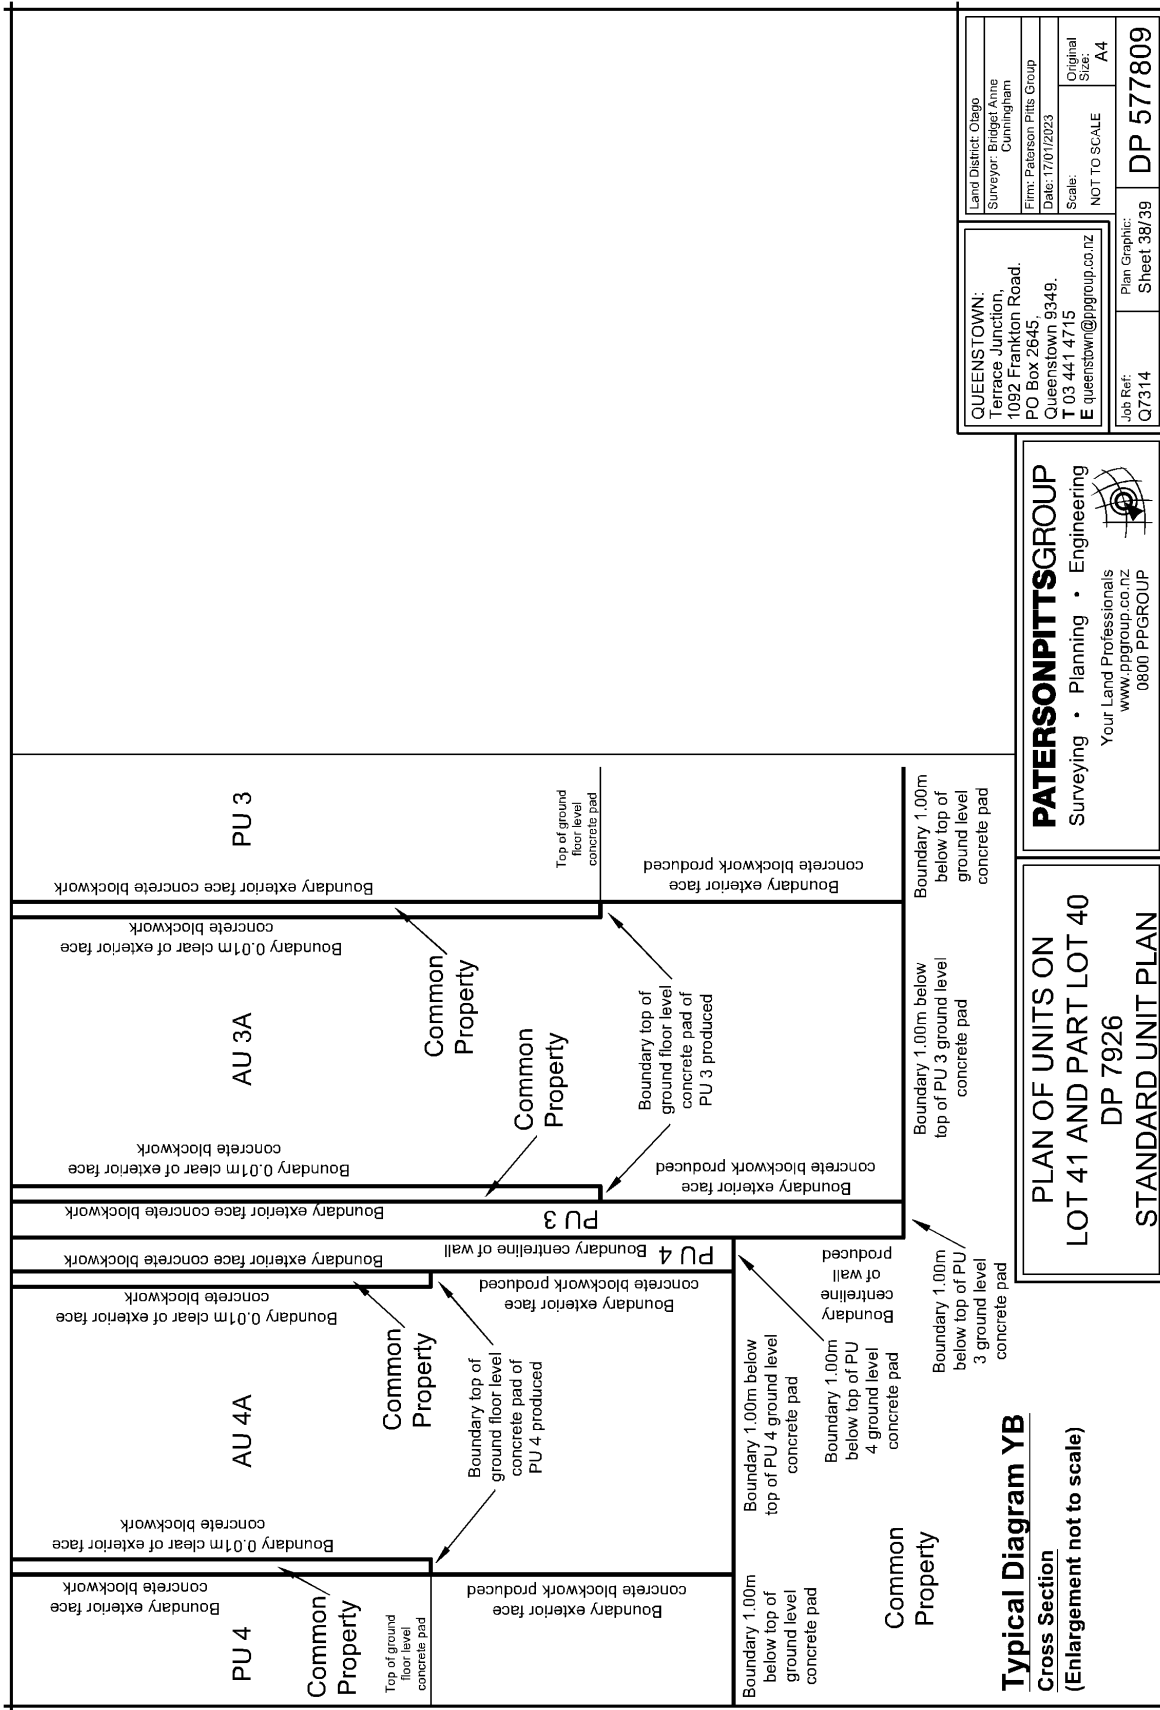 PU 4
Boundary exterior face
concrete blockwork
Common
Property
Top of ground
floor level
concrete pad
Boundary exterior face
concrete blockwork produced
Boundary 1.00m
below top of
ground level
concrete pad
Boundary 0.01m clear of exterior face
concrete blockwork
AU 4A
Boundary 0.01m clear of exterior face
concrete blockwork
Common
Property
Boundary top of
ground floor level
concrete pad of
PU 4 produced
Boundary exterior face
concrete blockwork produced
Boundary 1.00m below
top of PU 4 ground level
concrete pad
Boundary exterior face concrete blockwork
Boundary centreline of wall
PU 4
Boundary
centreline
of wall
produced
Boundary 1.00m
below top of PU
4 ground level
concrete pad
PU 3
Boundary exterior face concrete blockwork
Boundary 1.00m
below top of PU
3 ground level
concrete pad
Boundary 0.01m clear of exterior face
concrete blockwork
Common
Property
Boundary exterior face
concrete blockwork produced
AU 3A
Boundary top of
ground floor level
concrete pad of
PU 3 produced
Boundary 1.00m below
top of PU 3 ground level
concrete pad
Boundary 0.01m clear of exterior face
concrete blockwork
Common
Property
Boundary exterior face concrete blockwork
PU 3
Top of ground
floor level
concrete pad
Boundary exterior face
concrete blockwork produced
Boundary 1.00m
below top of
ground level
concrete pad
Common
Property
Typical Diagram YB
Cross Section
(Enlargement not to scale)
PLAN OF UNITS ON
LOT 41 AND PART LOT 40
DP 7926
STANDARD UNIT PLAN
PATERSONPITTSGROUP
Surveying • Planning • Engineering
Your Land Professionals
www.ppgroup.co.nz
0800 PPGROUP
QUEENSTOWN:
Terrace Junction,
1092 Frankton Road.
PO Box 2645,
Queenstown 9349.
T 03 441 4715
E queenstown@ppgroup.co.nz
Land District: Otago
Surveyor: Bridget Anne
Cunningham
Firm: Paterson Pitts Group
Date: 17/01/2023
Scale:
NOT TO SCALE
Original
Size:
A4
Job Ref:
Q7314
Plan Graphic:
Sheet 38/39
DP 577809